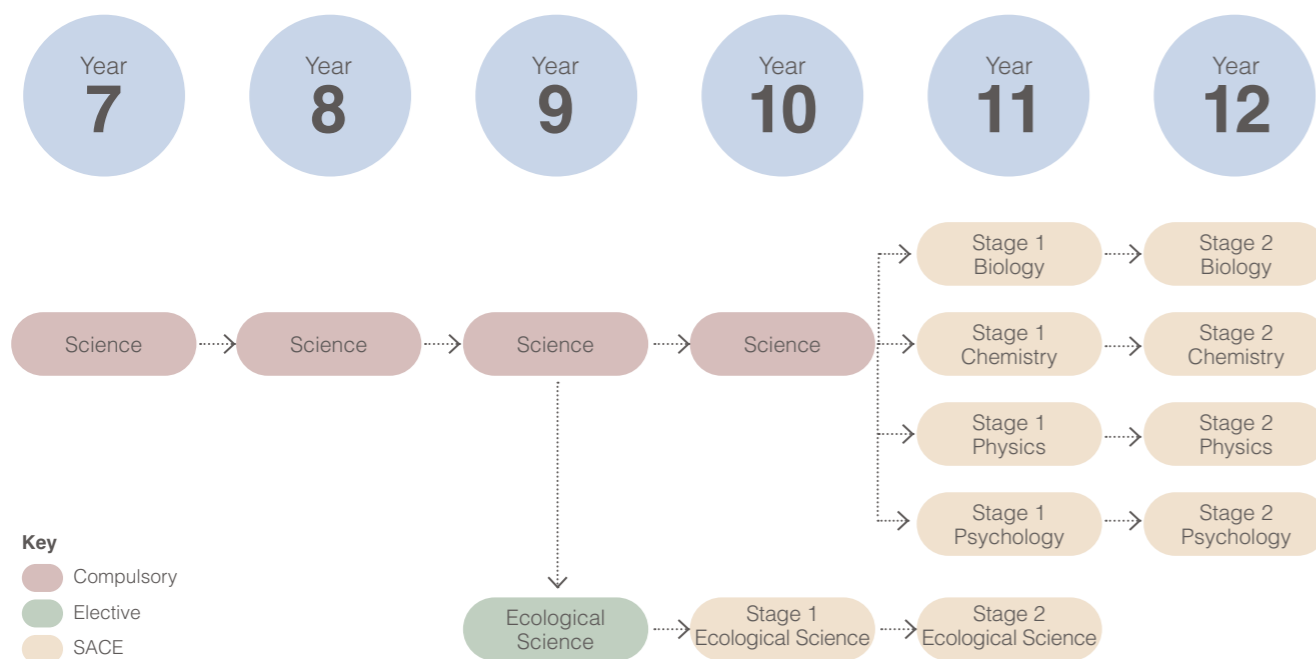 Year
7
Year
8
Year
9
Year
10
Year
11
Year
12
Stage 1
Biology
Stage 2
Biology
Science
Science
Science
Science
Stage 1
Chemistry
Stage 2
Chemistry
Stage 1
Physics
Stage 2
Physics
Stage 1
Psychology
Stage 2
Psychology
Key
Compulsory
Elective
SACE
Ecological
Science
Stage 1
Ecological Science
Stage 2
Ecological Science